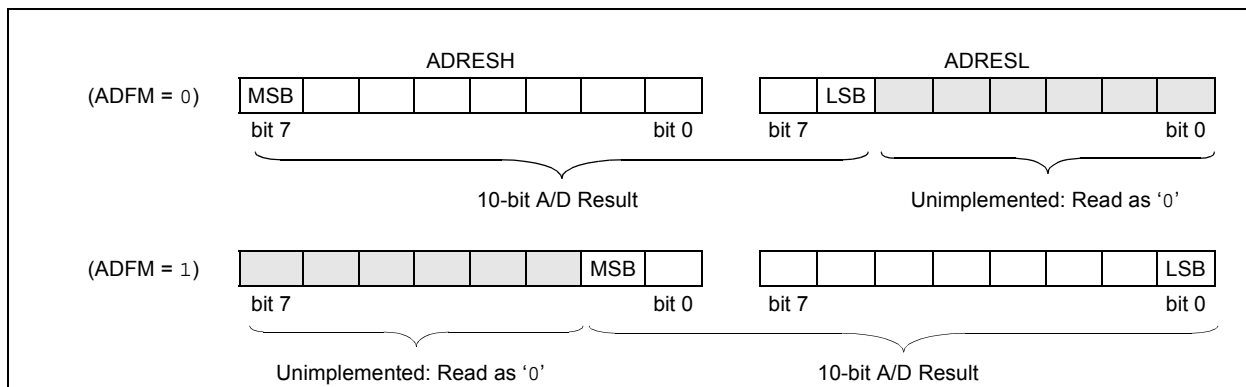 ADRESH ADRESL
(ADFM = 0) MSB LSB
bit 7 bit 0 bit 7 bit 0
10-bit A/D Result Unimplemented: Read as ‘0’
(ADFM = 1) MSB LSB
bit 7 bit 0 bit 7 bit 0
Unimplemented: Read as ‘0’ 10-bit A/D Result